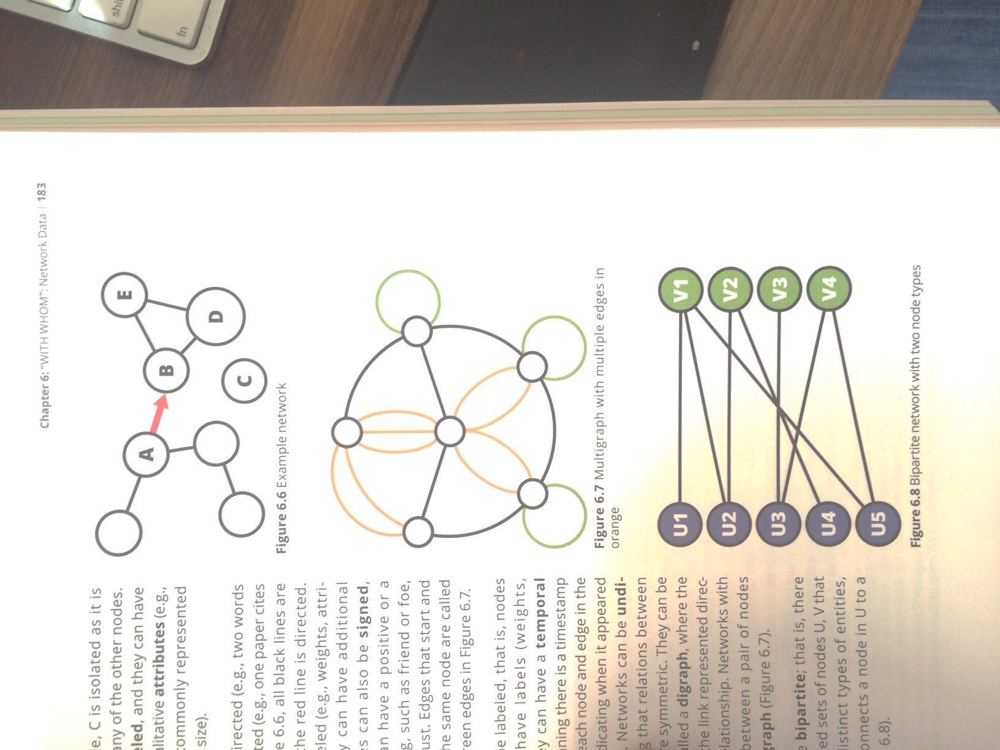 Chapter 6: “WITH WHOM”: Network Data | 183
le, C is isolated as it is
any of the other nodes.
eled, and they can have
alitative attributes (e.g.,
commonly represented
size).
irected (e.g., two words
ted (e.g., one paper cites
e 6.6, all black lines are
the red line is directed.
eled (e.g., weights, attri-
y can have additional
es can also be signed,
an have a positive or a
g, such as friend or foe,
ust. Edges that start and
he same node are called
reen edges in Figure 6.7.
be labeled, that is, nodes
have labels (weights,
ey can have a temporal
ning there is a timestamp
each node and edge in the
dicating when it appeared
. Networks can be undi-
g that relations between
re symmetric. They can be
alled a digraph, where the
the link represented direc-
elationship. Networks with
between a pair of nodes
graph (Figure 6.7).
e bipartite; that is, there
ted sets of nodes U, V that
listinct types of entities,
onnects a node in U to a
6.8).
A
B
E
D
C
Figure 6.6 Example network
Figure 6.7 Multigraph with multiple edges in
orange
U1
V1
U2
V2
U3
V3
U4
V4
U5
Figure 6.8 Bipartite network with two node types
shi
fn